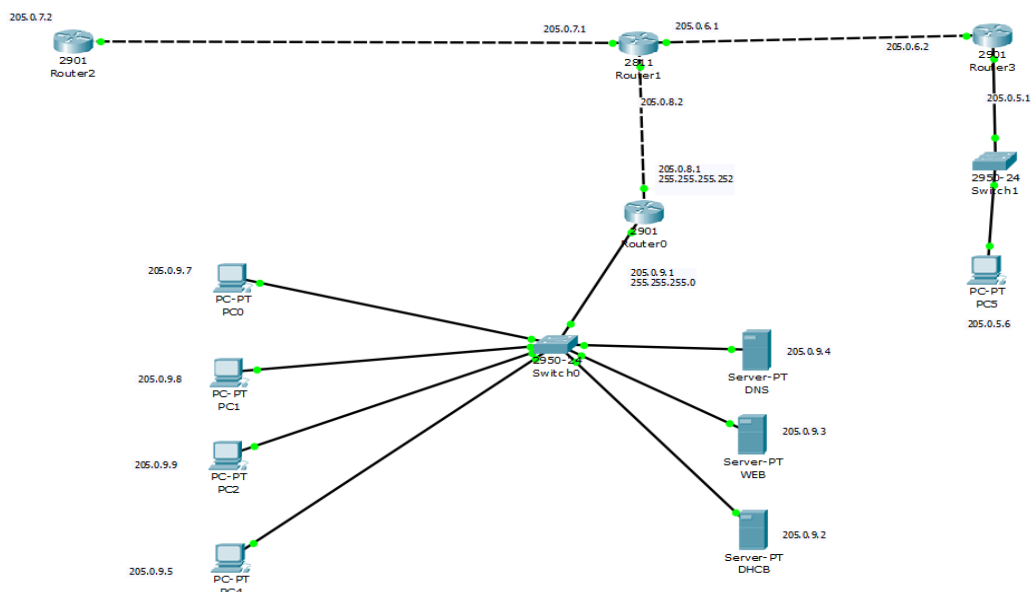 205.0.7.2
2901
Router2
205.0.7.1
2811
Router1
205.0.6.1
205.0.6.2
2901
Router3
205.0.8.2
205.0.5.1
2950-24
Switch1
205.0.8.1
255.255.255.252
2901
Router0
205.0.9.1
255.255.255.0
PC-PT
PC5
205.0.5.6
205.0.9.7
PC-PT
PC0
2950-24
Switch0
205.0.9.8
PC-PT
PC1
205.0.9.4
Server-PT
DNS
205.0.9.9
PC-PT
PC2
205.0.9.3
Server-PT
WEB
205.0.9.5
PC-PT
205.0.9.2
Server-PT
DHCB